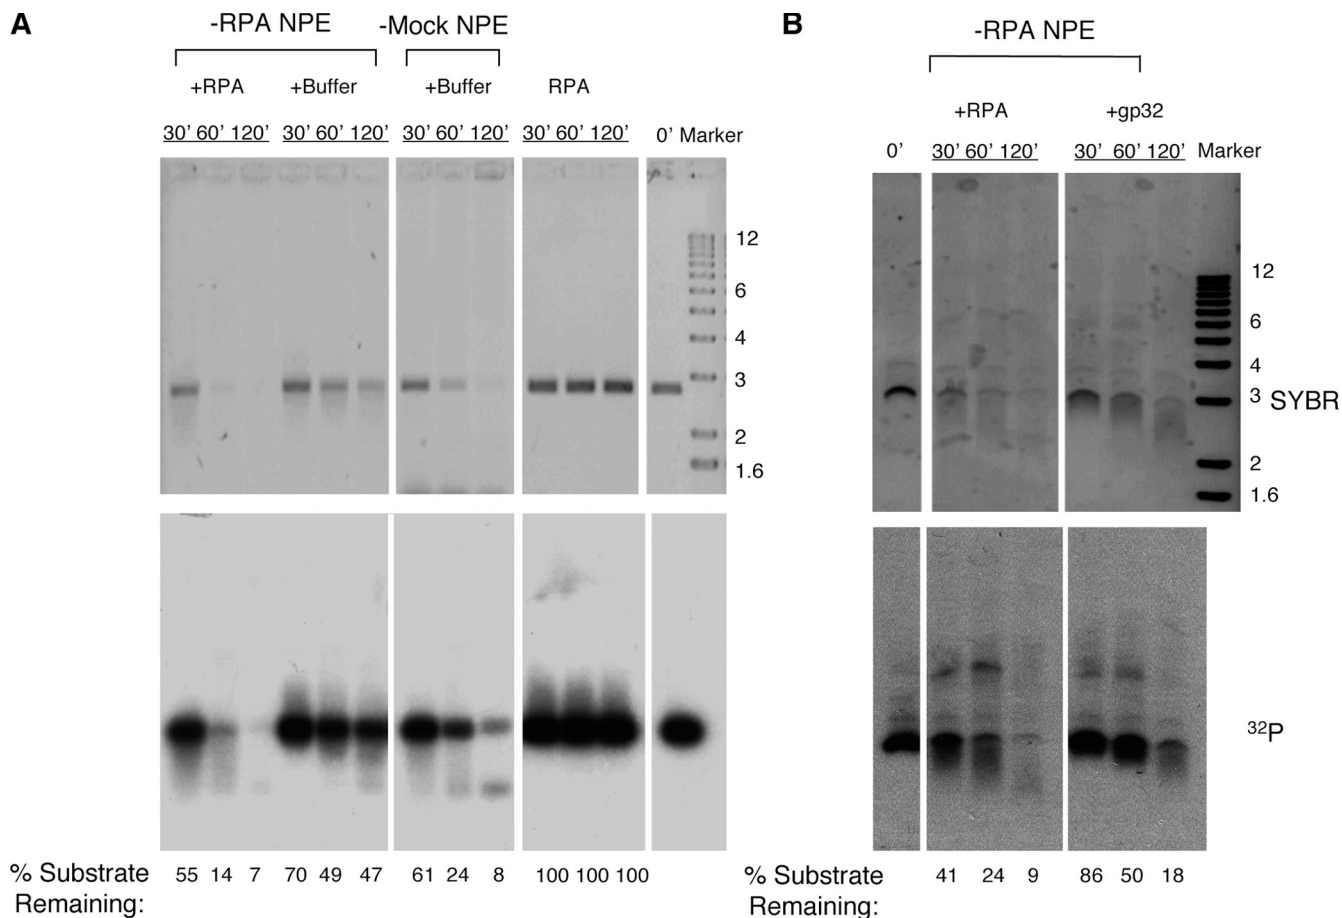 A
-RPA NPE
-Mock NPE
+RPA
+Buffer
+Buffer
RPA
30’ 60’ 120’
30’ 60’ 120’
30’ 60’ 120’
30’ 60’ 120’
0’ Marker
12
6
4
3
2
1.6
% Substrate
Remaining:
55 14 7 70 49 47 61 24 8 100 100 100
B
-RPA NPE
+RPA
+gp32
0’
30’ 60’ 120’
30’ 60’ 120’
Marker
12
6
4
3
SYBR
2
1.6
32P
% Substrate
Remaining:
41 24 9 86 50 18